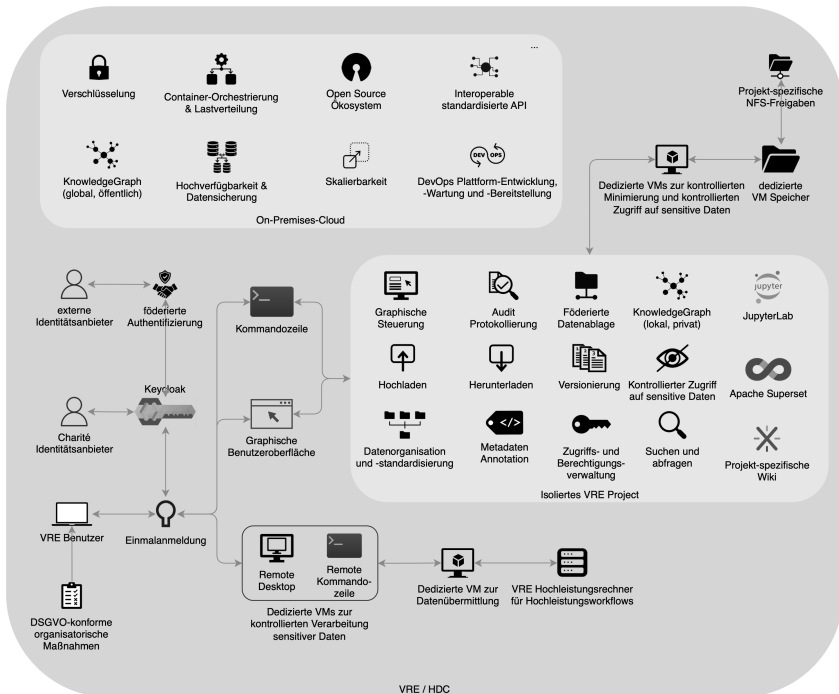 ...
Verschlüsselung
Container-Orchestrierung
& Lastverteilung
Open Source
Ökosystem
Interoperable
standardisierte API
KnowledgeGraph
(global, öffentlich)
Hochverfügbarkeit &
Datensicherung
Skalierbarkeit
DEV OPS
DevOps Plattform-Entwicklung,
-Wartung und -Bereitstellung
On-Premises-Cloud
Projekt-spezifische
NFS-Freigaben
Dedizierte VMs zur kontrollierten
Minimierung und kontrollierten
Zugriff auf sensitive Daten
dedizierte
VM Speicher
externe
Identitätsanbieter
föderierte
Authentifizierung
Keycloak
Charité
Identitätsanbieter
VRE Benutzer
Einmalanmeldung
DSGVO-konforme
organisatorische
Maßnahmen
Kommandozeile
Graphische
Benutzeroberfläche
Graphische
Steuerung
Audit
Protokollierung
Föderierte
Datenablage
KnowledgeGraph
(lokal, privat)
jupyter
JupyterLab
Hochladen
Herunterladen
1 2 3
Versionierung
Kontrollierter Zugriff
auf sensitive Daten
Apache Superset
Datenorganisation
und -standardisierung
</>
Metadaten
Annotation
Zugriffs- und
Berechtigungs-
verwaltung
Suchen und
abfragen
Projekt-spezifische
Wiki
Isoliertes VRE Project
Remote
Desktop
Remote
Kommando-
zeile
Dedizierte VMs zur
kontrollierten Verarbeitung
sensitiver Daten
Dedizierte VM zur
Datenübermittlung
VRE Hochleistungsrechner
für Hochleistungsworkflows
VRE / HDC